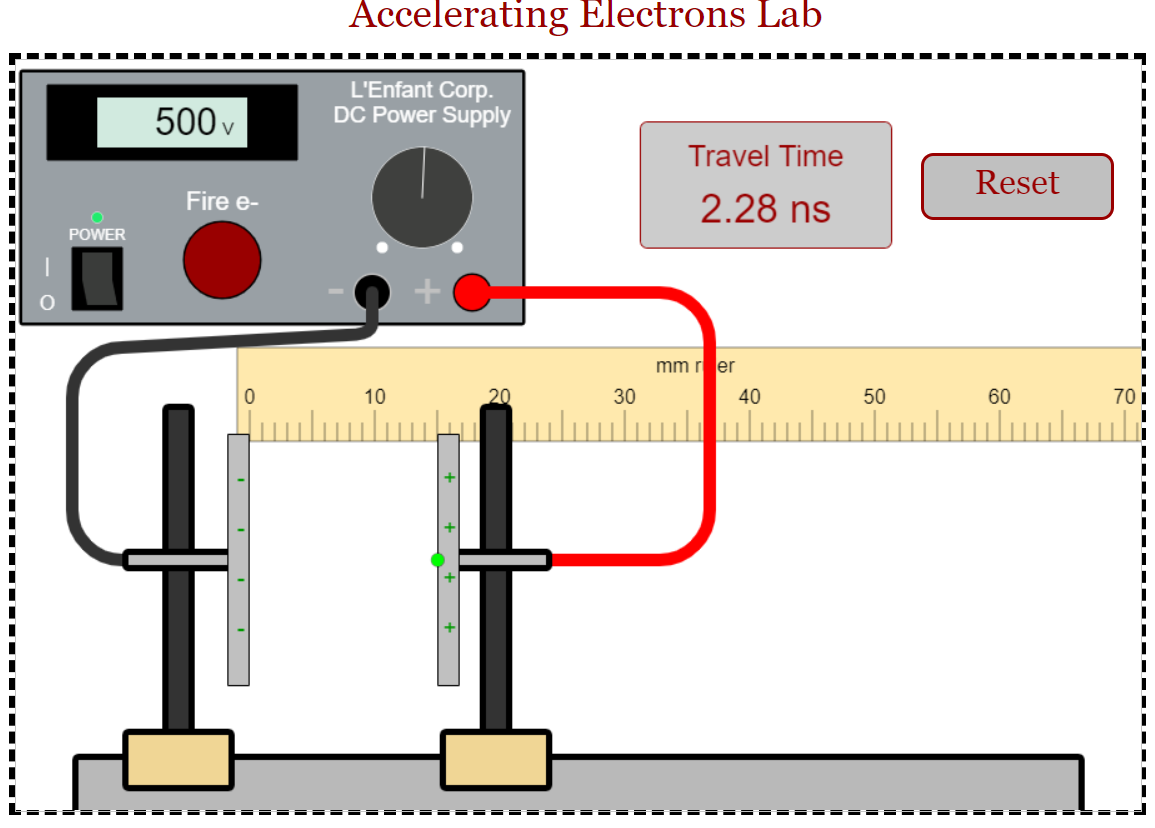 Accelerating Electrons Lab
500 V
L'Enfant Corp.
DC Power Supply
Fire e-
POWER
I
O
- +
Travel Time
2.28 ns
Reset
mm r er
0 10 20 30 40 50 60 70
- +
- +
- +
- +